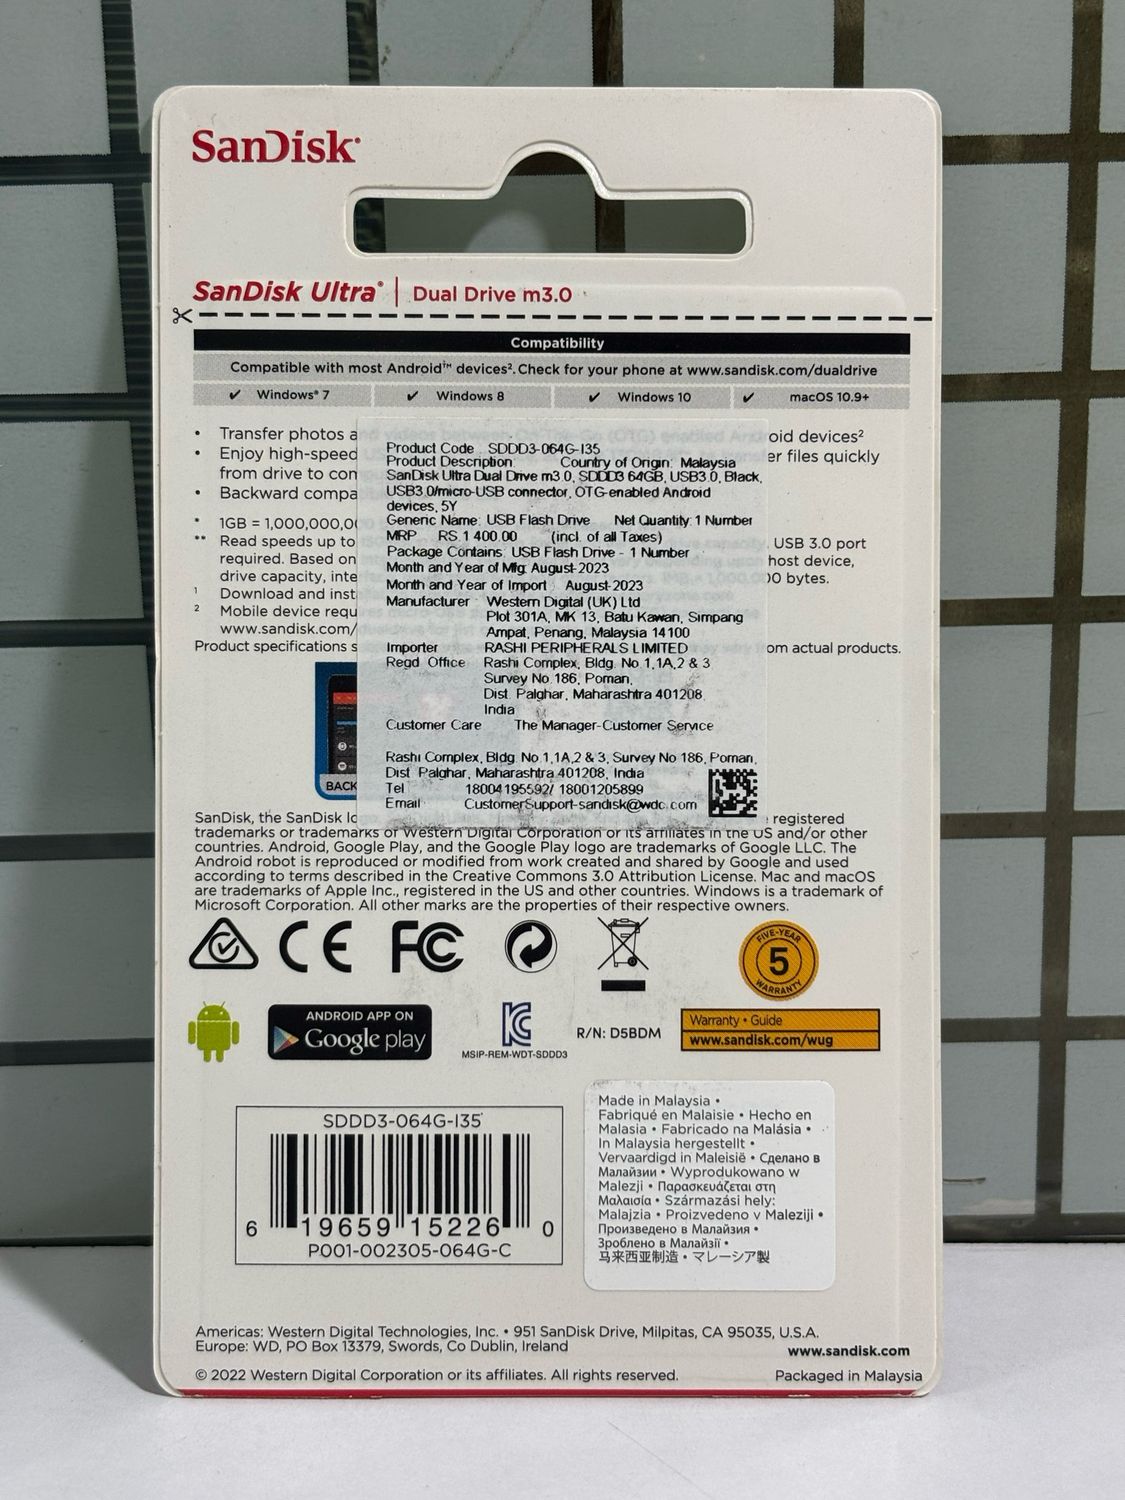 SanDisk
SanDisk Ultra® | Dual Drive m3.0
Compatibility
Compatible with most Android™ devices². Check for your phone at www.sandisk.com/dualdrive
✔ Windows® 7 ✔ Windows 8 ✔ Windows 10 ✔ macOS 10.9+
• Transfer photos a
oid devices²
• Enjoy high-speed
er files quickly
from drive to con
• Backward compa
* 1GB = 1,000,000,0
** Read speeds up to
. USB 3.0 port
required. Based on
host device,
drive capacity, inte
00 bytes.
¹ Download and inst
² Mobile device requ
www.sandisk.com/
Product specifications s
om actual products.
Product Code SDDD3-064G-I35
Product Description: Country of Origin: Malaysia
SanDisk Ultra Dual Drive m3.0, SDDD3 64GB, USB3.0, Black,
USB3.0/micro-USB connector, OTG-enabled Android
devices, 5Y
Generic Name: USB Flash Drive Net Quantity: 1 Number
MRP RS.1400.00 (incl. of all Taxes)
Package Contains: USB Flash Drive - 1 Number
Month and Year of Mfg: August-2023
Month and Year of Import August-2023
Manufacturer Western Digital (UK) Ltd
Plot 301A, MK 13, Batu Kawan, Simpang
Ampat, Penang, Malaysia 14100
Importer RASHI PERIPHERALS LIMITED
Regd Office Rashi Complex, Bldg. No.1,1A,2 & 3
Survey No.186, Poman,
Dist. Palghar, Maharashtra 401208.
India
Customer Care The Manager-Customer Service
Rashi Complex, Bldg. No.1,1A,2 & 3, Survey No 186, Poman,
Dist. Palghar, Maharashtra.401208, India
Tel 18004195592/ 18001205899
Email CustomerSupport-sandisk@wdc.com
BACK
SanDisk, the SanDisk lo
registered
trademarks or trademarks of Western Digital Corporation or its affiliates in the US and/or other
countries. Android, Google Play, and the Google Play logo are trademarks of Google LLC. The
Android robot is reproduced or modified from work created and shared by Google and used
according to terms described in the Creative Commons 3.0 Attribution License. Mac and macOS
are trademarks of Apple Inc., registered in the US and other countries. Windows is a trademark of
Microsoft Corporation. All other marks are the properties of their respective owners.
CE FC
FIVE-YEAR
5
WARRANTY
ANDROID APP ON
Google play
MSIP-REM-WDT-SDDD3
R/N: D5BDM
Warranty • Guide
www.sandisk.com/wug
SDDD3-064G-I35
6 19659 15226 0
P001-002305-064G-C
Made in Malaysia •
Fabriqué en Malaisie • Hecho en
Malasia • Fabricado na Malásia •
In Malaysia hergestellt •
Vervaardigd in Maleisië • Сделано в
Малайзии • Wyprodukowano w
Malezji • Παρασκευάζεται στη
Μαλαισία • Származási hely:
Malajzia • Proizvedeno v Maleziji •
Произведено в Малайзия •
Зроблено в Малайзії •
马来西亚制造 • マレーシア製
Americas: Western Digital Technologies, Inc. • 951 SanDisk Drive, Milpitas, CA 95035, U.S.A.
Europe: WD, PO Box 13379, Swords, Co Dublin, Ireland
www.sandisk.com
© 2022 Western Digital Corporation or its affiliates. All rights reserved.
Packaged in Malaysia